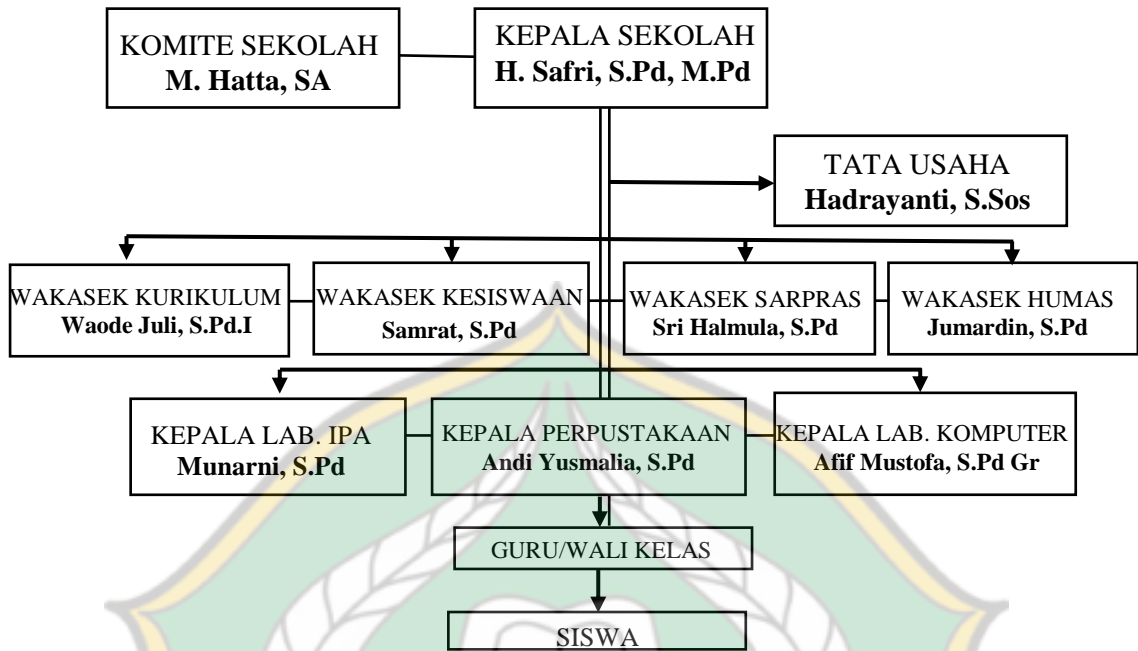 KOMITE SEKOLAH
M. Hatta, SA
KEPALA SEKOLAH
H. Safri, S.Pd, M.Pd
TATA USAHA
Hadrayanti, S.Sos
WAKASEK KURIKULUM
Waode Juli, S.Pd.I
WAKASEK KESISWAAN
Samrat, S.Pd
WAKASEK SARPRAS
Sri Halmula, S.Pd
WAKASEK HUMAS
Jumardin, S.Pd
KEPALA LAB. IPA
Munarni, S.Pd
KEPALA PERPUSTAKAAN
Andi Yusmalia, S.Pd
KEPALA LAB. KOMPUTER
Afif Mustofa, S.Pd Gr
GURU/WALI KELAS
SISWA